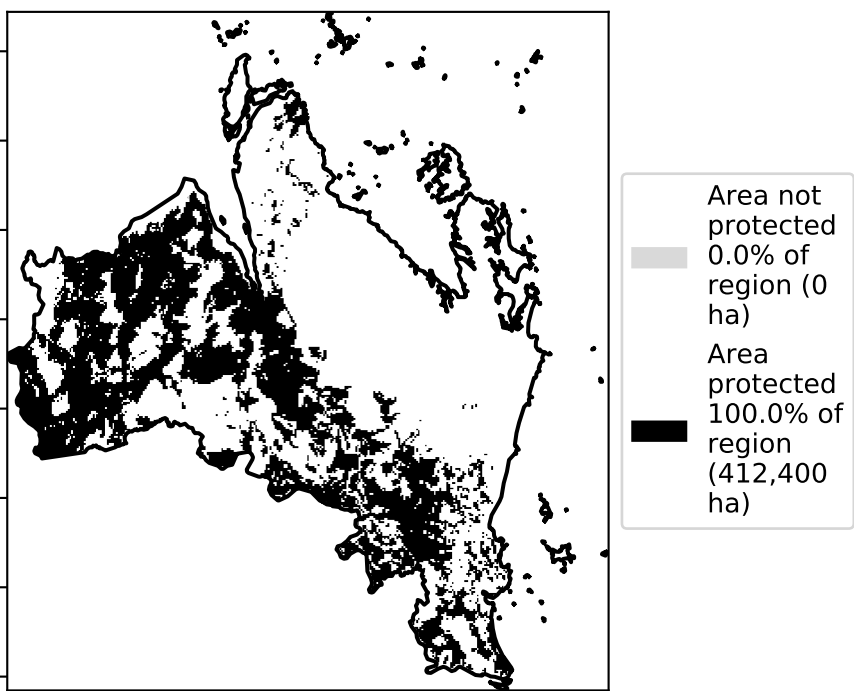 Area not
protected
0.0% of
region (0
ha)
Area
protected
100.0% of
region
(412,400
ha)